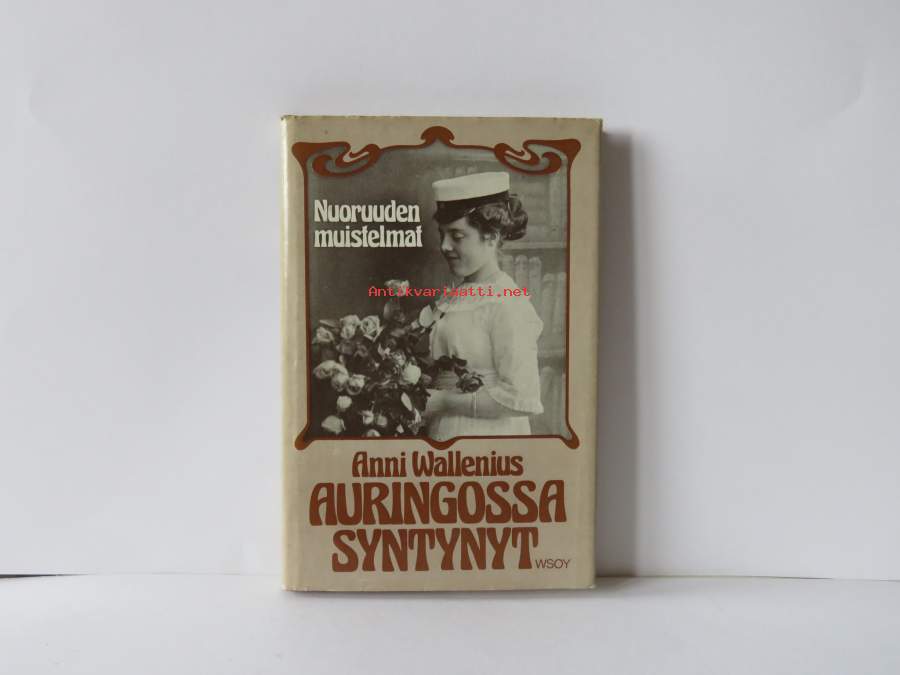 Nuoruuden
muistelmat
Antikvariaatti.net
Anni Wallenius
AURINGOSSA
SYNTYNYT
WSOY